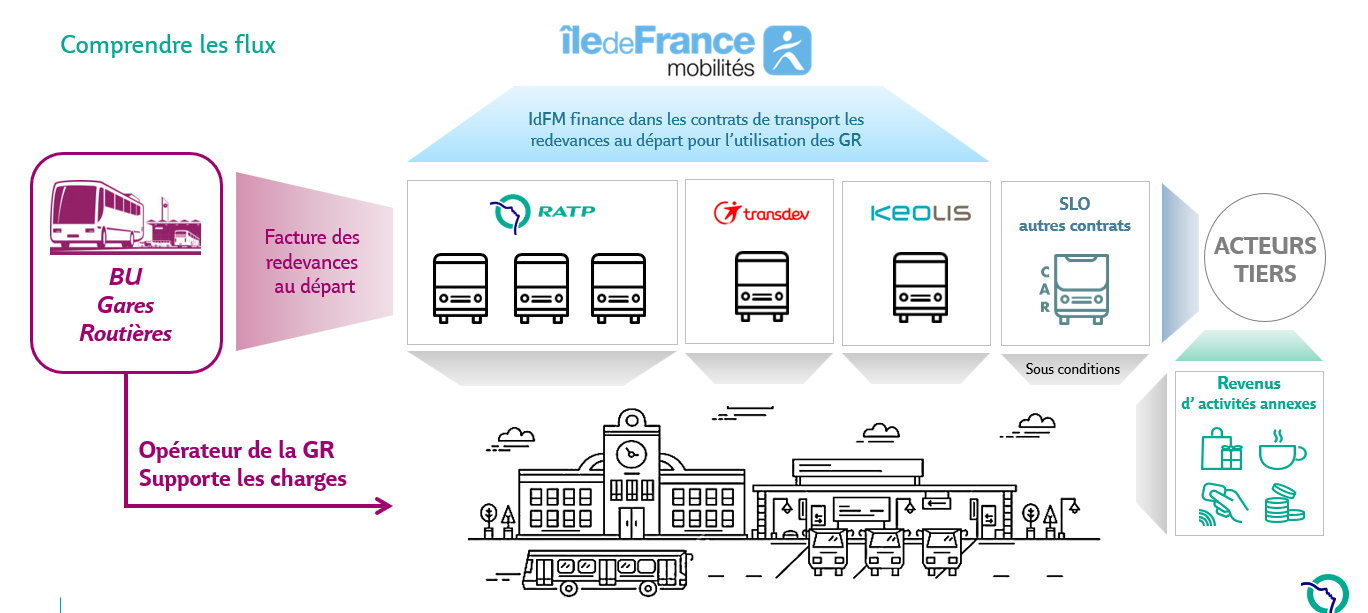 Comprendre les flux
îledeFrance
mobilités
IdFM finance dans les contrats de transport les
redevances au départ pour l'utilisation des GR
BU
Gares
Routières
Facture des
redevances
au départ
RATP
transdev
KEOLIS
SLO
autres contrats
CAR
ACTEURS
TIERS
Sous conditions
Revenus
d' activités annexes
Opérateur de la GR
Supporte les charges